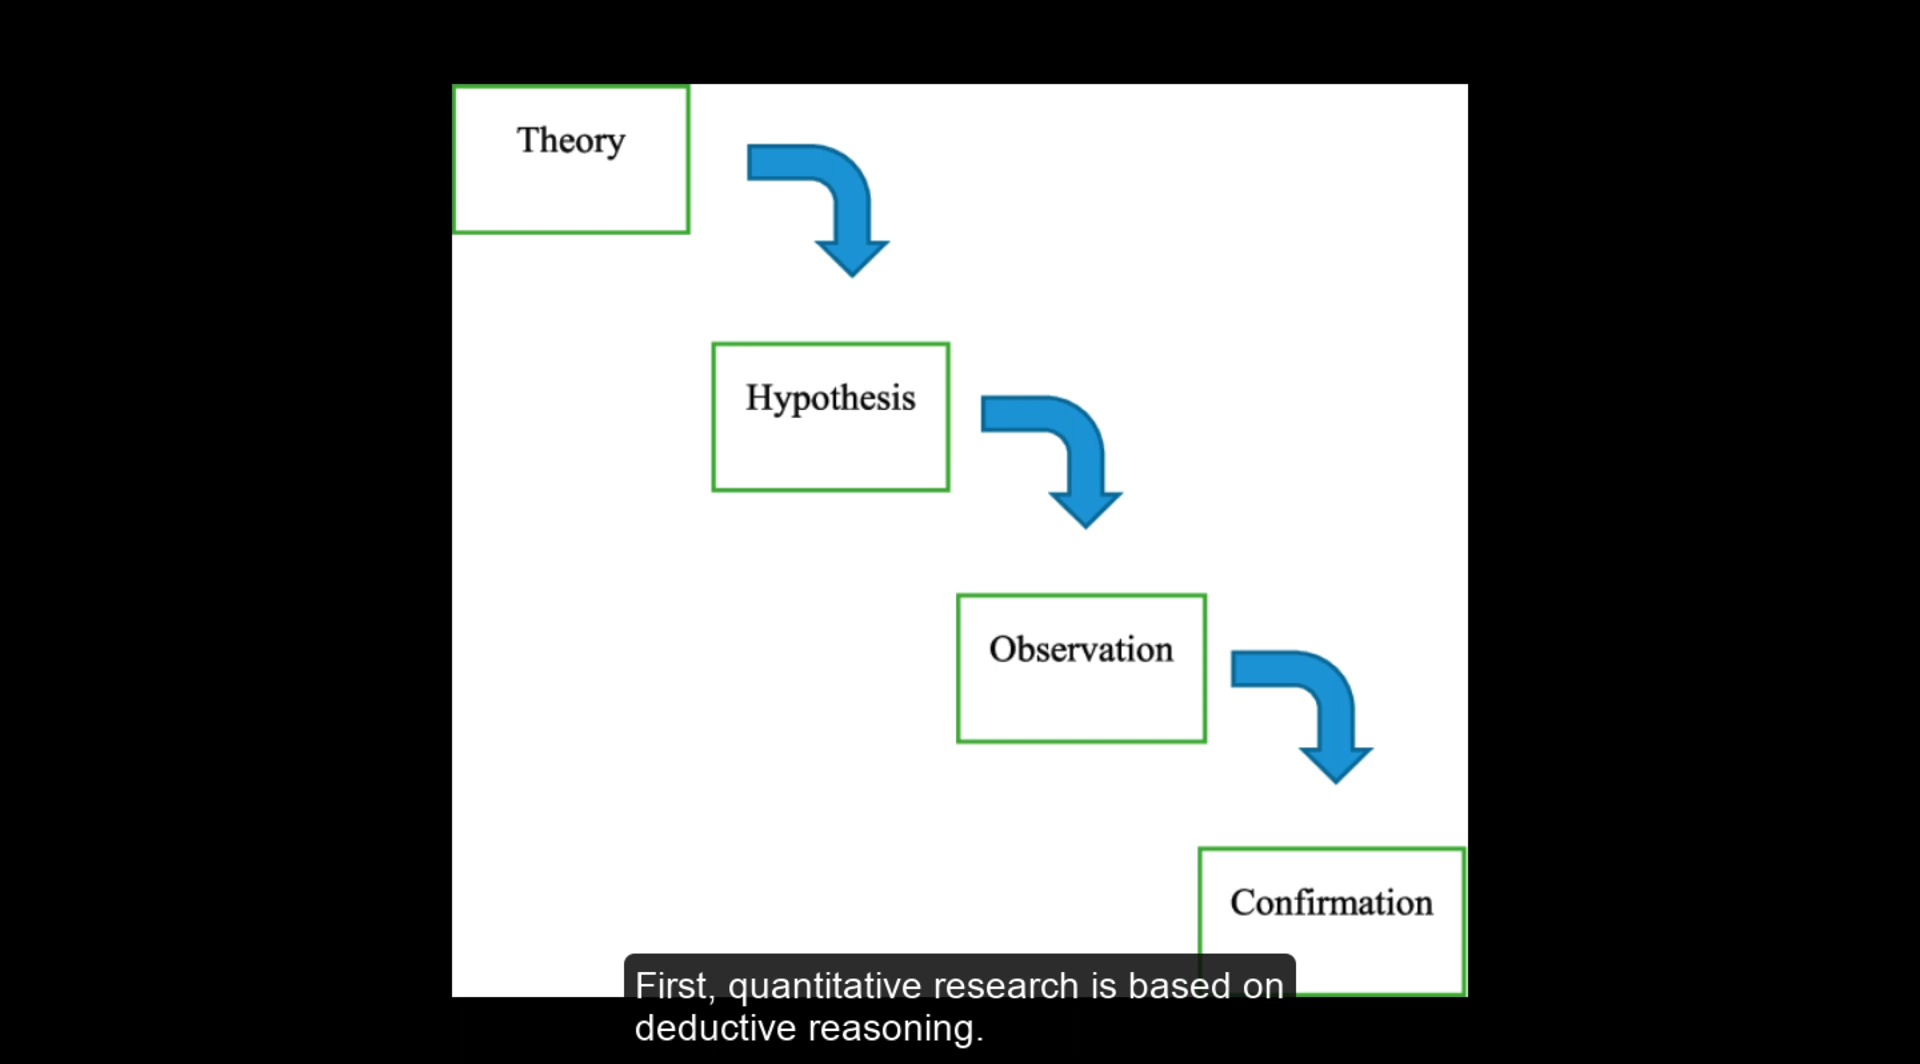 Theory
Hypothesis
Observation
Confirmation
First, quantitative research is based on
deductive reasoning.